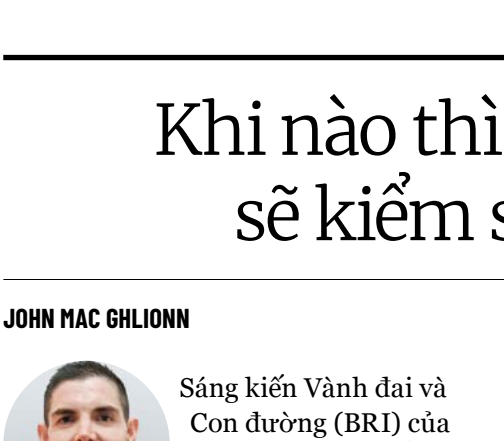 Khi nào thì
sẽ kiểm
JOHN MAC GHLIONN
Sáng kiến Vành đai và
Con đường (BRI) của